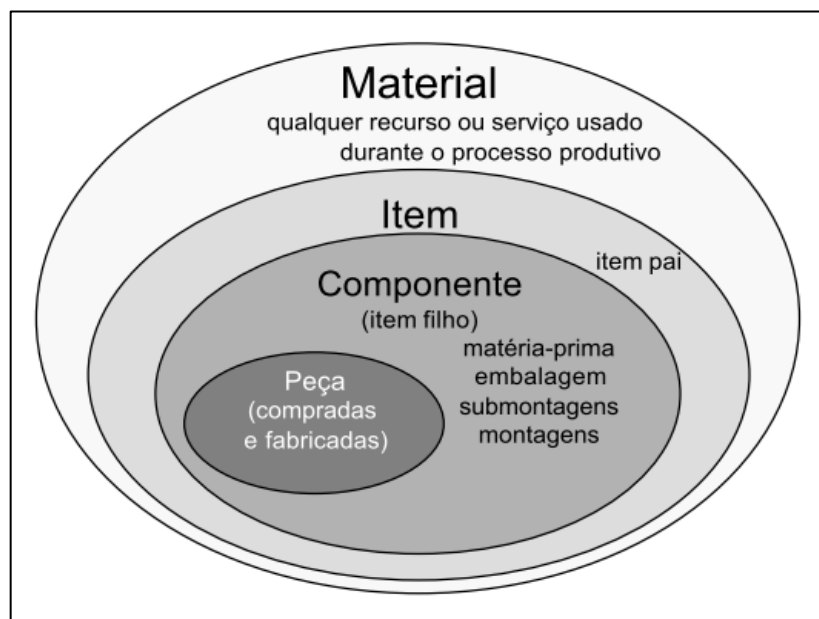 Material
qualquer recurso ou serviço usado
durante o processo produtivo
Item
item pai
Componente
(item filho)
matéria-prima
embalagem
submontagens
montagens
Peça
(compradas
e fabricadas)